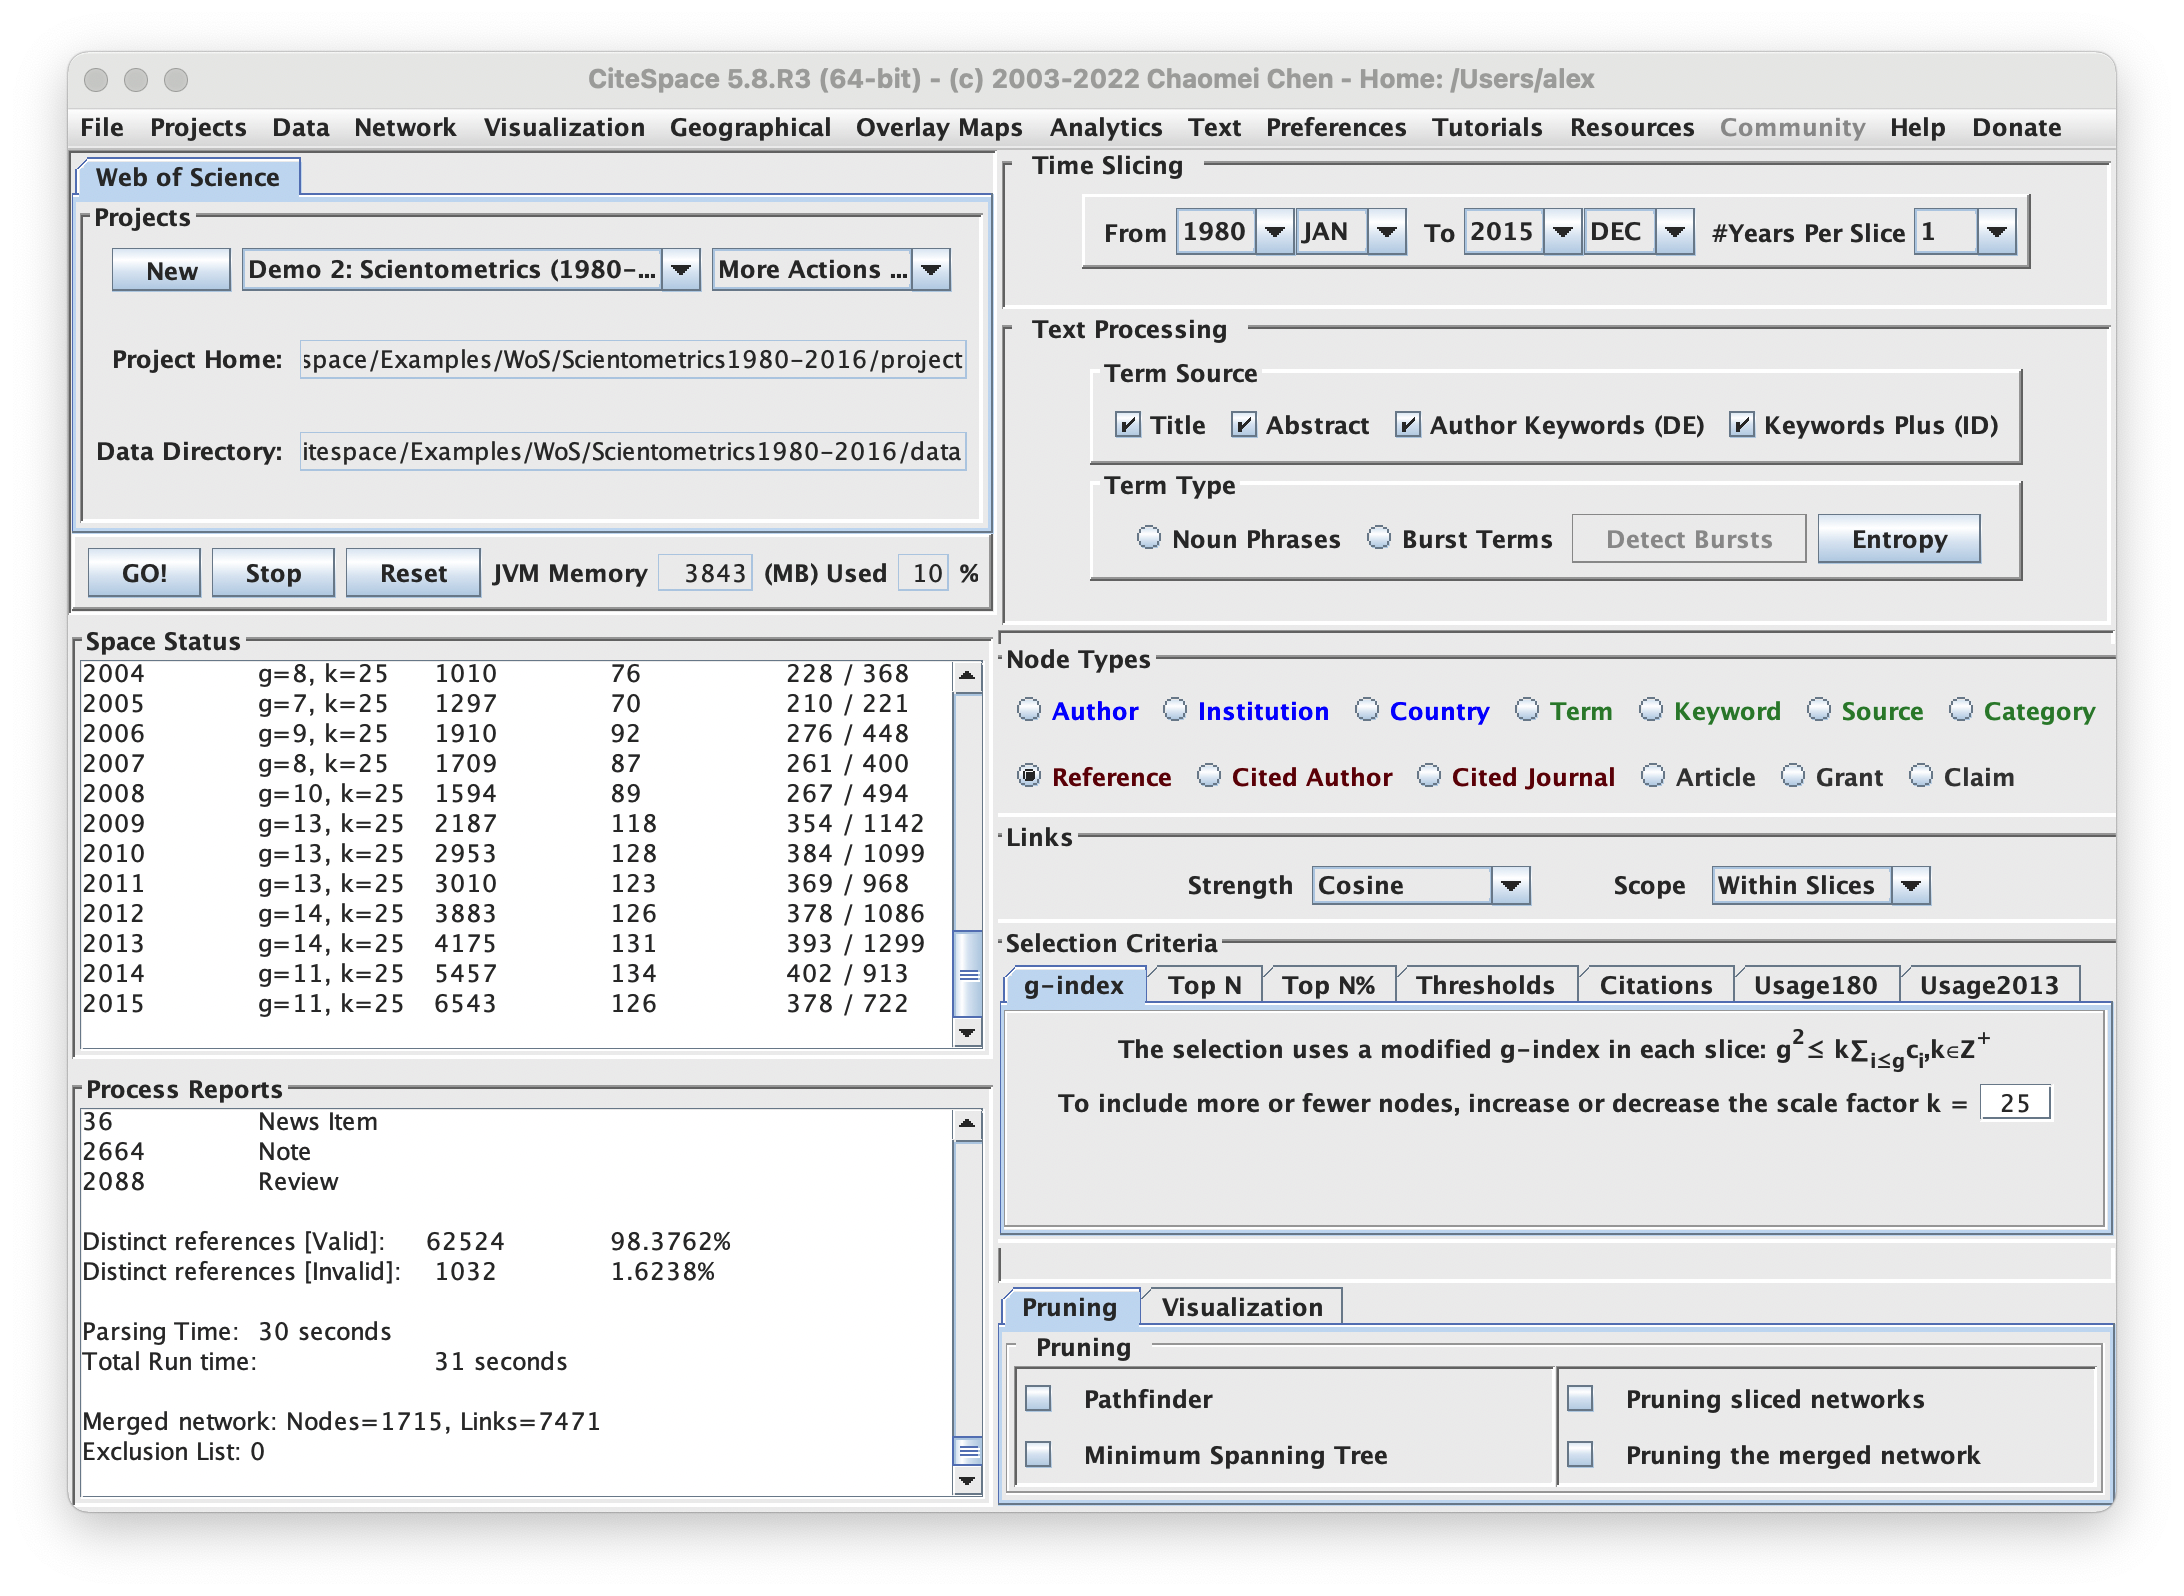 CiteSpace 5.8.R3 (64-bit) - (c) 2003-2022 Chaomei Chen - Home: /Users/alex
File Projects Data Network Visualization Geographical Overlay Maps Analytics Text Preferences Tutorials Resources Community Help Donate
Web of Science
Projects
New Demo 2: Scientometrics (1980-... More Actions ...
Project Home: space/Examples/WoS/Scientometrics1980-2016/project
Data Directory: itespace/Examples/WoS/Scientometrics1980-2016/data
GO! Stop Reset JVM Memory 3843 (MB) Used 10 %
Space Status
2004 g=8, k=25 1010 76 228 / 368
2005 g=7, k=25 1297 70 210 / 221
2006 g=9, k=25 1910 92 276 / 448
2007 g=8, k=25 1709 87 261 / 400
2008 g=10, k=25 1594 89 267 / 494
2009 g=13, k=25 2187 118 354 / 1142
2010 g=13, k=25 2953 128 384 / 1099
2011 g=13, k=25 3010 123 369 / 968
2012 g=14, k=25 3883 126 378 / 1086
2013 g=14, k=25 4175 131 393 / 1299
2014 g=11, k=25 5457 134 402 / 913
2015 g=11, k=25 6543 126 378 / 722
Process Reports
36 News Item
2664 Note
2088 Review
Distinct references [Valid]: 62524 98.3762%
Distinct references [Invalid]: 1032 1.6238%
Parsing Time: 30 seconds
Total Run time: 31 seconds
Merged network: Nodes=1715, Links=7471
Exclusion List: 0
Time Slicing
From 1980 JAN To 2015 DEC #Years Per Slice 1
Text Processing
Term Source
Title Abstract Author Keywords (DE) Keywords Plus (ID)
Term Type
Noun Phrases Burst Terms Detect Bursts Entropy
Node Types
Author Institution Country Term Keyword Source Category
Reference Cited Author Cited Journal Article Grant Claim
Links
Strength Cosine Scope Within Slices
Selection Criteria
g-index Top N Top N% Thresholds Citations Usage180 Usage2013
The selection uses a modified g-index in each slice: g²≤ k∑i≤gci,k∈Z⁺
To include more or fewer nodes, increase or decrease the scale factor k = 25
Pruning Visualization
Pruning
Pathfinder Pruning sliced networks
Minimum Spanning Tree Pruning the merged network